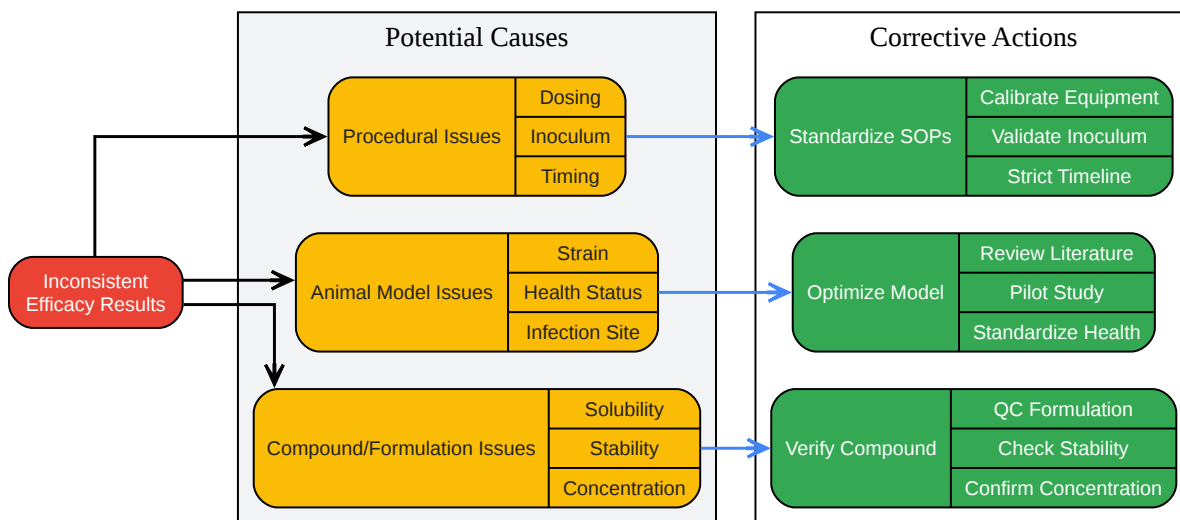 Potential Causes
Corrective Actions
Inconsistent
Efficacy Results
Procedural Issues
Dosing
Inoculum
Timing
Standardize SOPs
Calibrate Equipment
Validate Inoculum
Strict Timeline
Animal Model Issues
Strain
Health Status
Infection Site
Optimize Model
Review Literature
Pilot Study
Standardize Health
Compound/Formulation Issues
Solubility
Stability
Concentration
Verify Compound
QC Formulation
Check Stability
Confirm Concentration